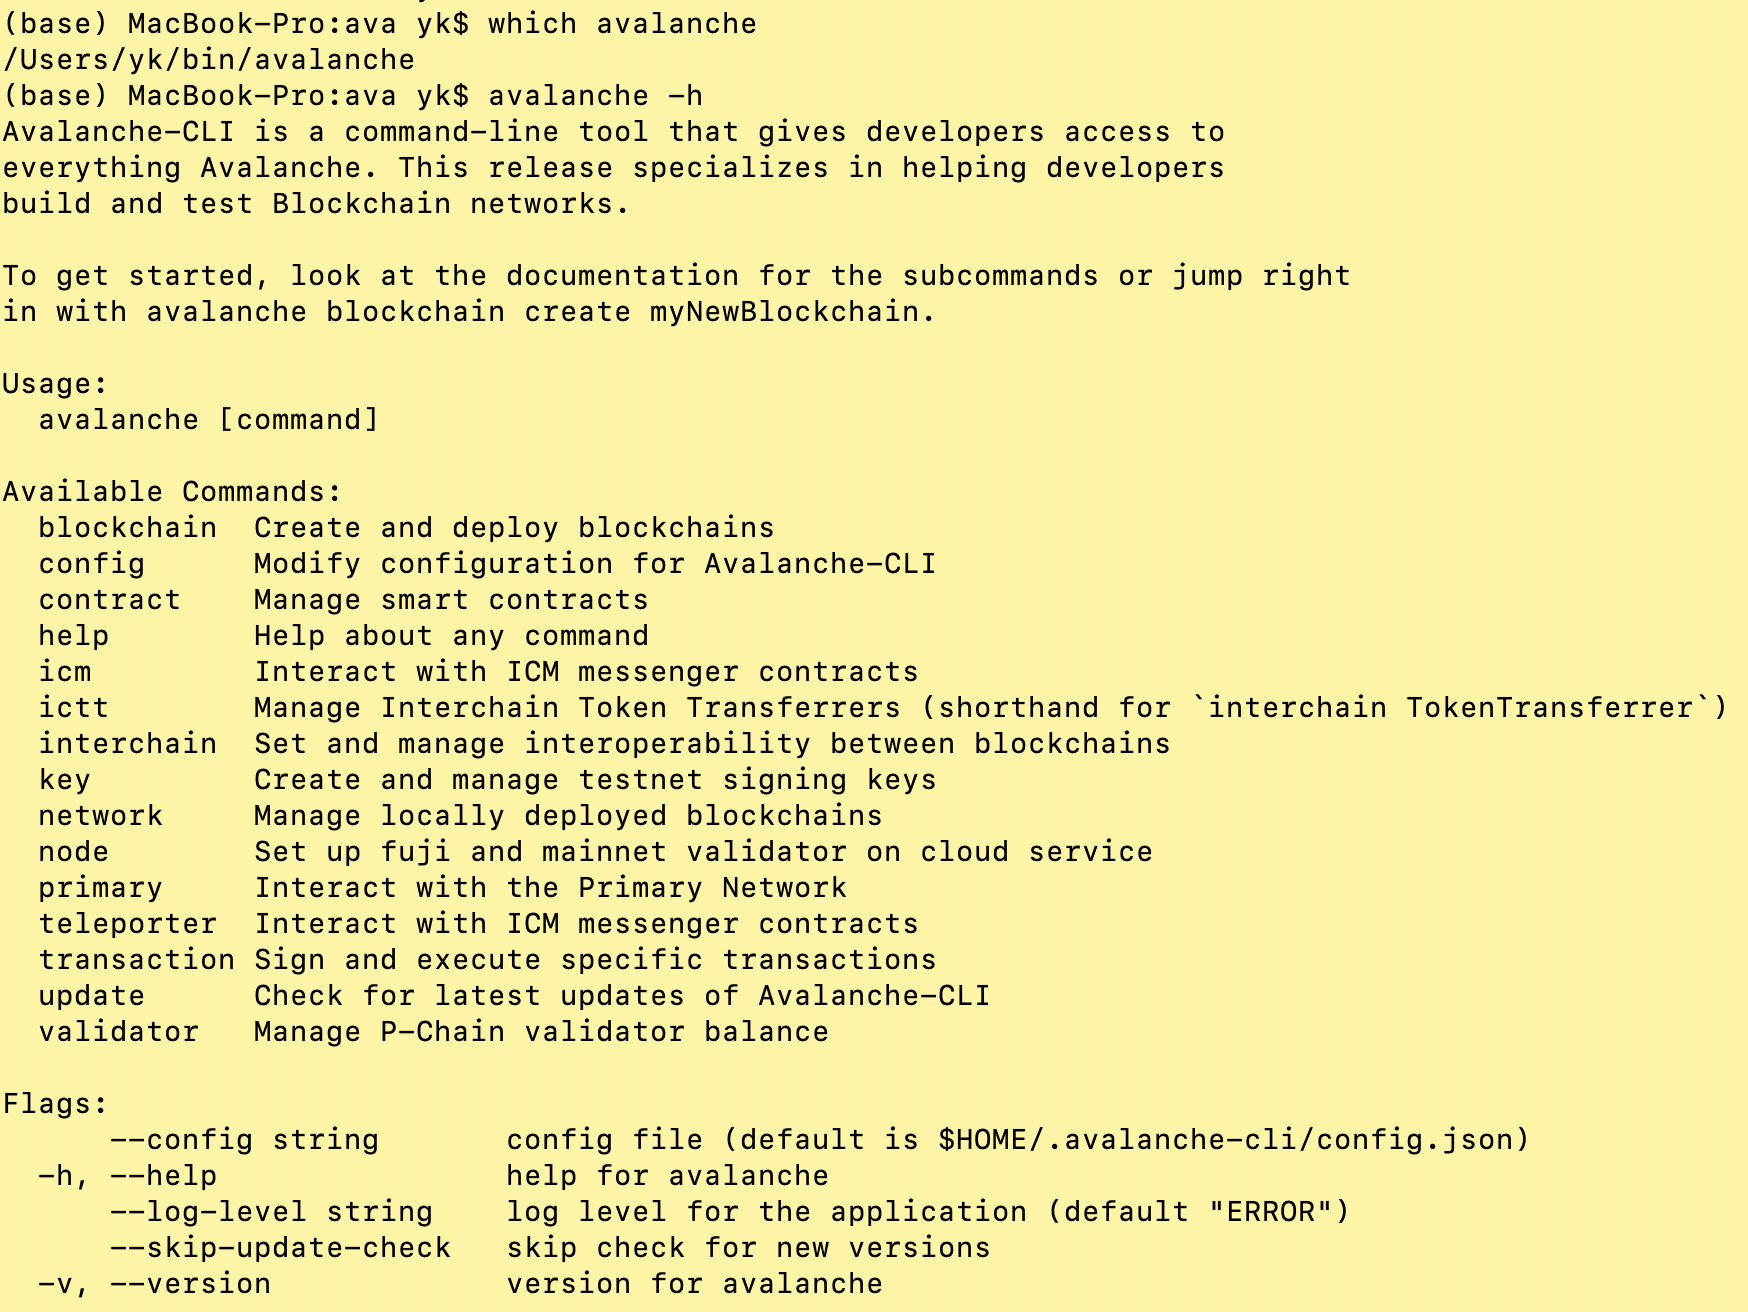 (base) MacBook-Pro:ava yk$ which avalanche
/Users/yk/bin/avalanche
(base) MacBook-Pro:ava yk$ avalanche -h
Avalanche-CLI is a command-line tool that gives developers access to
everything Avalanche. This release specializes in helping developers
build and test Blockchain networks.

To get started, look at the documentation for the subcommands or jump right
in with avalanche blockchain create myNewBlockchain.

Usage:
  avalanche [command]

Available Commands:
  blockchain  Create and deploy blockchains
  config      Modify configuration for Avalanche-CLI
  contract    Manage smart contracts
  help        Help about any command
  icm         Interact with ICM messenger contracts
  ictt        Manage Interchain Token Transferrers (shorthand for `interchain TokenTransferrer`)
  interchain  Set and manage interoperability between blockchains
  key         Create and manage testnet signing keys
  network     Manage locally deployed blockchains
  node        Set up fuji and mainnet validator on cloud service
  primary     Interact with the Primary Network
  teleporter  Interact with ICM messenger contracts
  transaction Sign and execute specific transactions
  update      Check for latest updates of Avalanche-CLI
  validator   Manage P-Chain validator balance

Flags:
      --config string       config file (default is $HOME/.avalanche-cli/config.json)
  -h, --help                help for avalanche
      --log-level string    log level for the application (default "ERROR")
      --skip-update-check   skip check for new versions
  -v, --version             version for avalanche